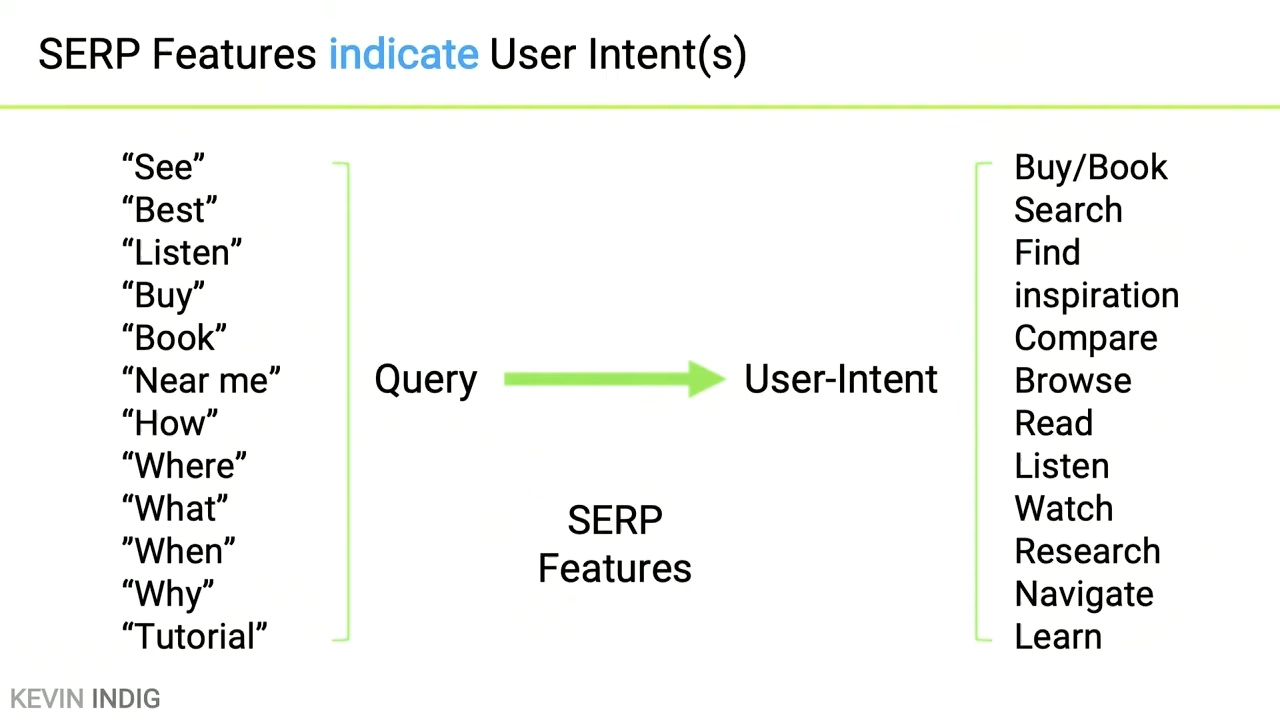 SERP Features indicate User Intent(s)
“See”
“Best”
“Listen”
“Buy”
“Book”
“Near me”
“How”
“Where”
“What”
”When”
“Why”
“Tutorial”
Query
User-Intent
SERP
Features
Buy/Book
Search
Find
inspiration
Compare
Browse
Read
Listen
Watch
Research
Navigate
Learn
KEVIN INDIG